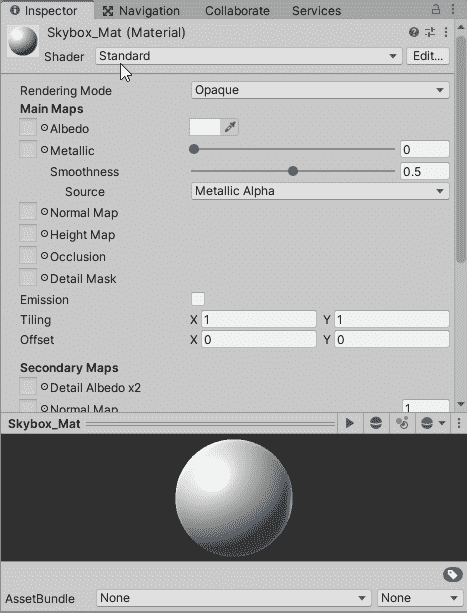 Inspector Navigation Collaborate Services
Skybox_Mat (Material)
Shader Standard Edit...
Rendering Mode Opaque
Main Maps
Albedo
Metallic 0
Smoothness 0.5
Source Metallic Alpha
Normal Map
Height Map
Occlusion
Detail Mask
Emission
Tiling X 1 Y 1
Offset X 0 Y 0
Secondary Maps
Detail Albedo x2
Normal Map 1
Skybox_Mat
AssetBundle None None